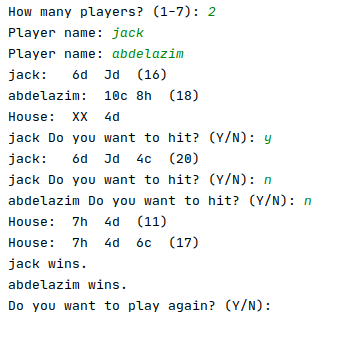 How many players? (1-7): 2
Player name: jack
Player name: abdelazim
jack:   6d  Jd  (16)
abdelazim:  10c 8h  (18)
House:  XX  4d
jack Do you want to hit? (Y/N): y
jack:   6d  Jd  4c  (20)
jack Do you want to hit? (Y/N): n
abdelazim Do you want to hit? (Y/N): n
House:  7h  4d  (11)
House:  7h  4d  6c  (17)
jack wins.
abdelazim wins.
Do you want to play again? (Y/N):